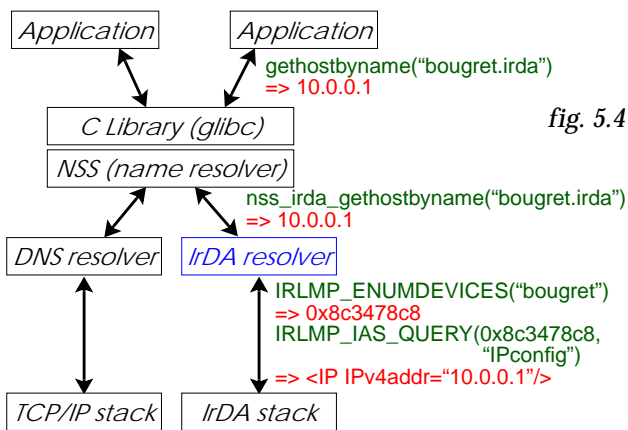 Application Application
gethostbyname(“bougret.irda”)
=> 10.0.0.1
fig. 5.4
C Library (glibc)
NSS (name resolver)
nss_irda_gethostbyname(“bougret.irda”)
=> 10.0.0.1
DNS resolver IrDA resolver
IRLMP_ENUMDEVICES(“bougret”)
=> 0x8c3478c8
IRLMP_IAS_QUERY(0x8c3478c8,
“IPconfig”)
=> <IP IPv4addr=“10.0.0.1”/>
TCP/IP stack IrDA stack